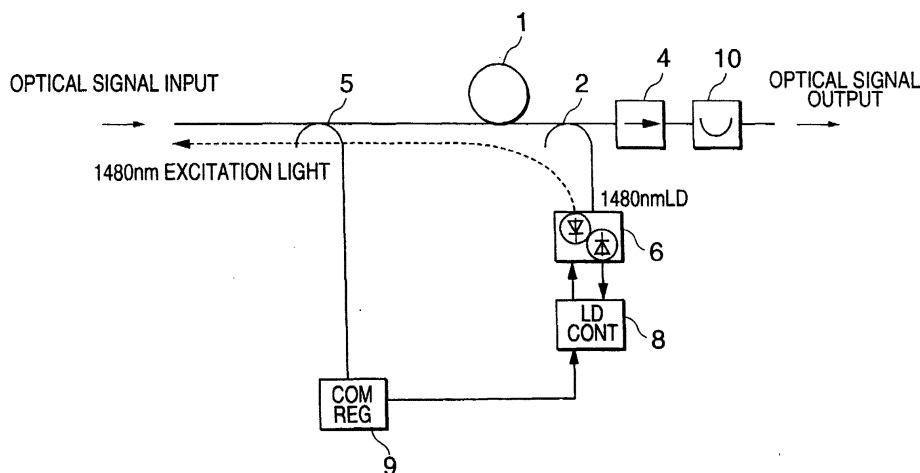 1
OPTICAL SIGNAL INPUT
5
2
4
10
OPTICAL SIGNAL
OUTPUT
1480nm EXCITATION LIGHT
1480nmLD
6
LD
CONT
8
COM
REG
9